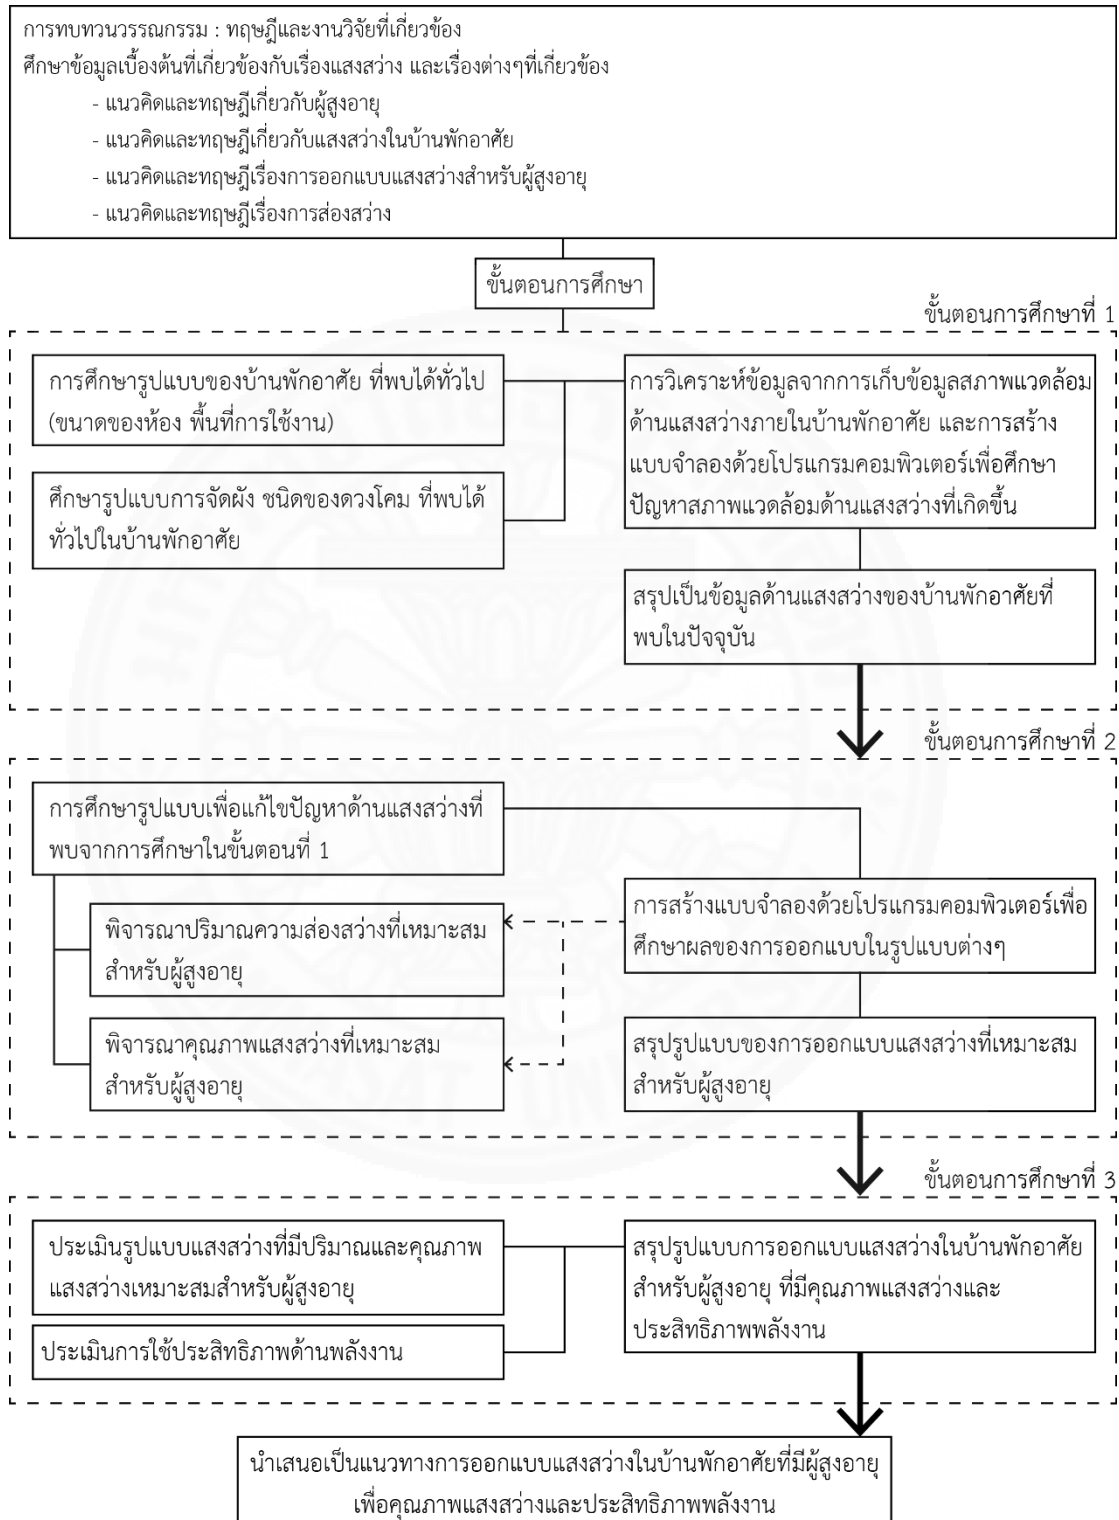 การทบทวนวรรณกรรม : ทฤษฎีและงานวิจัยที่เกี่ยวข้อง
ศึกษาข้อมูลเบื้องต้นที่เกี่ยวข้องกับเรื่องแสงสว่าง และเรื่องต่างๆที่เกี่ยวข้อง
- แนวคิดและทฤษฎีเกี่ยวกับผู้สูงอายุ
- แนวคิดและทฤษฎีเกี่ยวกับแสงสว่างในบ้านพักอาศัย
- แนวคิดและทฤษฎีเรื่องการออกแบบแสงสว่างสำหรับผู้สูงอายุ
- แนวคิดและทฤษฎีเรื่องการส่องสว่าง
ขั้นตอนการศึกษา
ขั้นตอนการศึกษาที่ 1
การศึกษารูปแบบของบ้านพักอาศัย ที่พบได้ทั่วไป
(ขนาดของห้อง พื้นที่การใช้งาน)
ศึกษารูปแบบการจัดผัง ชนิดของดวงโคม ที่พบได้
ทั่วไปในบ้านพักอาศัย
การวิเคราะห์ข้อมูลจากการเก็บข้อมูลสภาพแวดล้อม
ด้านแสงสว่างภายในบ้านพักอาศัย และการสร้าง
แบบจำลองด้วยโปรแกรมคอมพิวเตอร์เพื่อศึกษา
ปัญหาสภาพแวดล้อมด้านแสงสว่างที่เกิดขึ้น
สรุปเป็นข้อมูลด้านแสงสว่างของบ้านพักอาศัยที่
พบในปัจจุบัน
ขั้นตอนการศึกษาที่ 2
การศึกษารูปแบบเพื่อแก้ไขปัญหาด้านแสงสว่างที่
พบจากการศึกษาในขั้นตอนที่ 1
พิจารณาปริมาณความส่องสว่างที่เหมาะสม
สำหรับผู้สูงอายุ
พิจารณาคุณภาพแสงสว่างที่เหมาะสม
สำหรับผู้สูงอายุ
การสร้างแบบจำลองด้วยโปรแกรมคอมพิวเตอร์เพื่อ
ศึกษาผลของการออกแบบในรูปแบบต่างๆ
สรุปรูปแบบของการออกแบบแสงสว่างที่เหมาะสม
สำหรับผู้สูงอายุ
ขั้นตอนการศึกษาที่ 3
ประเมินรูปแบบแสงสว่างที่มีปริมาณและคุณภาพ
แสงสว่างเหมาะสมสำหรับผู้สูงอายุ
ประเมินการใช้ประสิทธิภาพด้านพลังงาน
สรุปรูปแบบการออกแบบแสงสว่างในบ้านพักอาศัย
สำหรับผู้สูงอายุ ที่มีคุณภาพแสงสว่างและ
ประสิทธิภาพพลังงาน
นำเสนอเป็นแนวทางการออกแบบแสงสว่างในบ้านพักอาศัยที่มีผู้สูงอายุ
เพื่อคุณภาพแสงสว่างและประสิทธิภาพพลังงาน